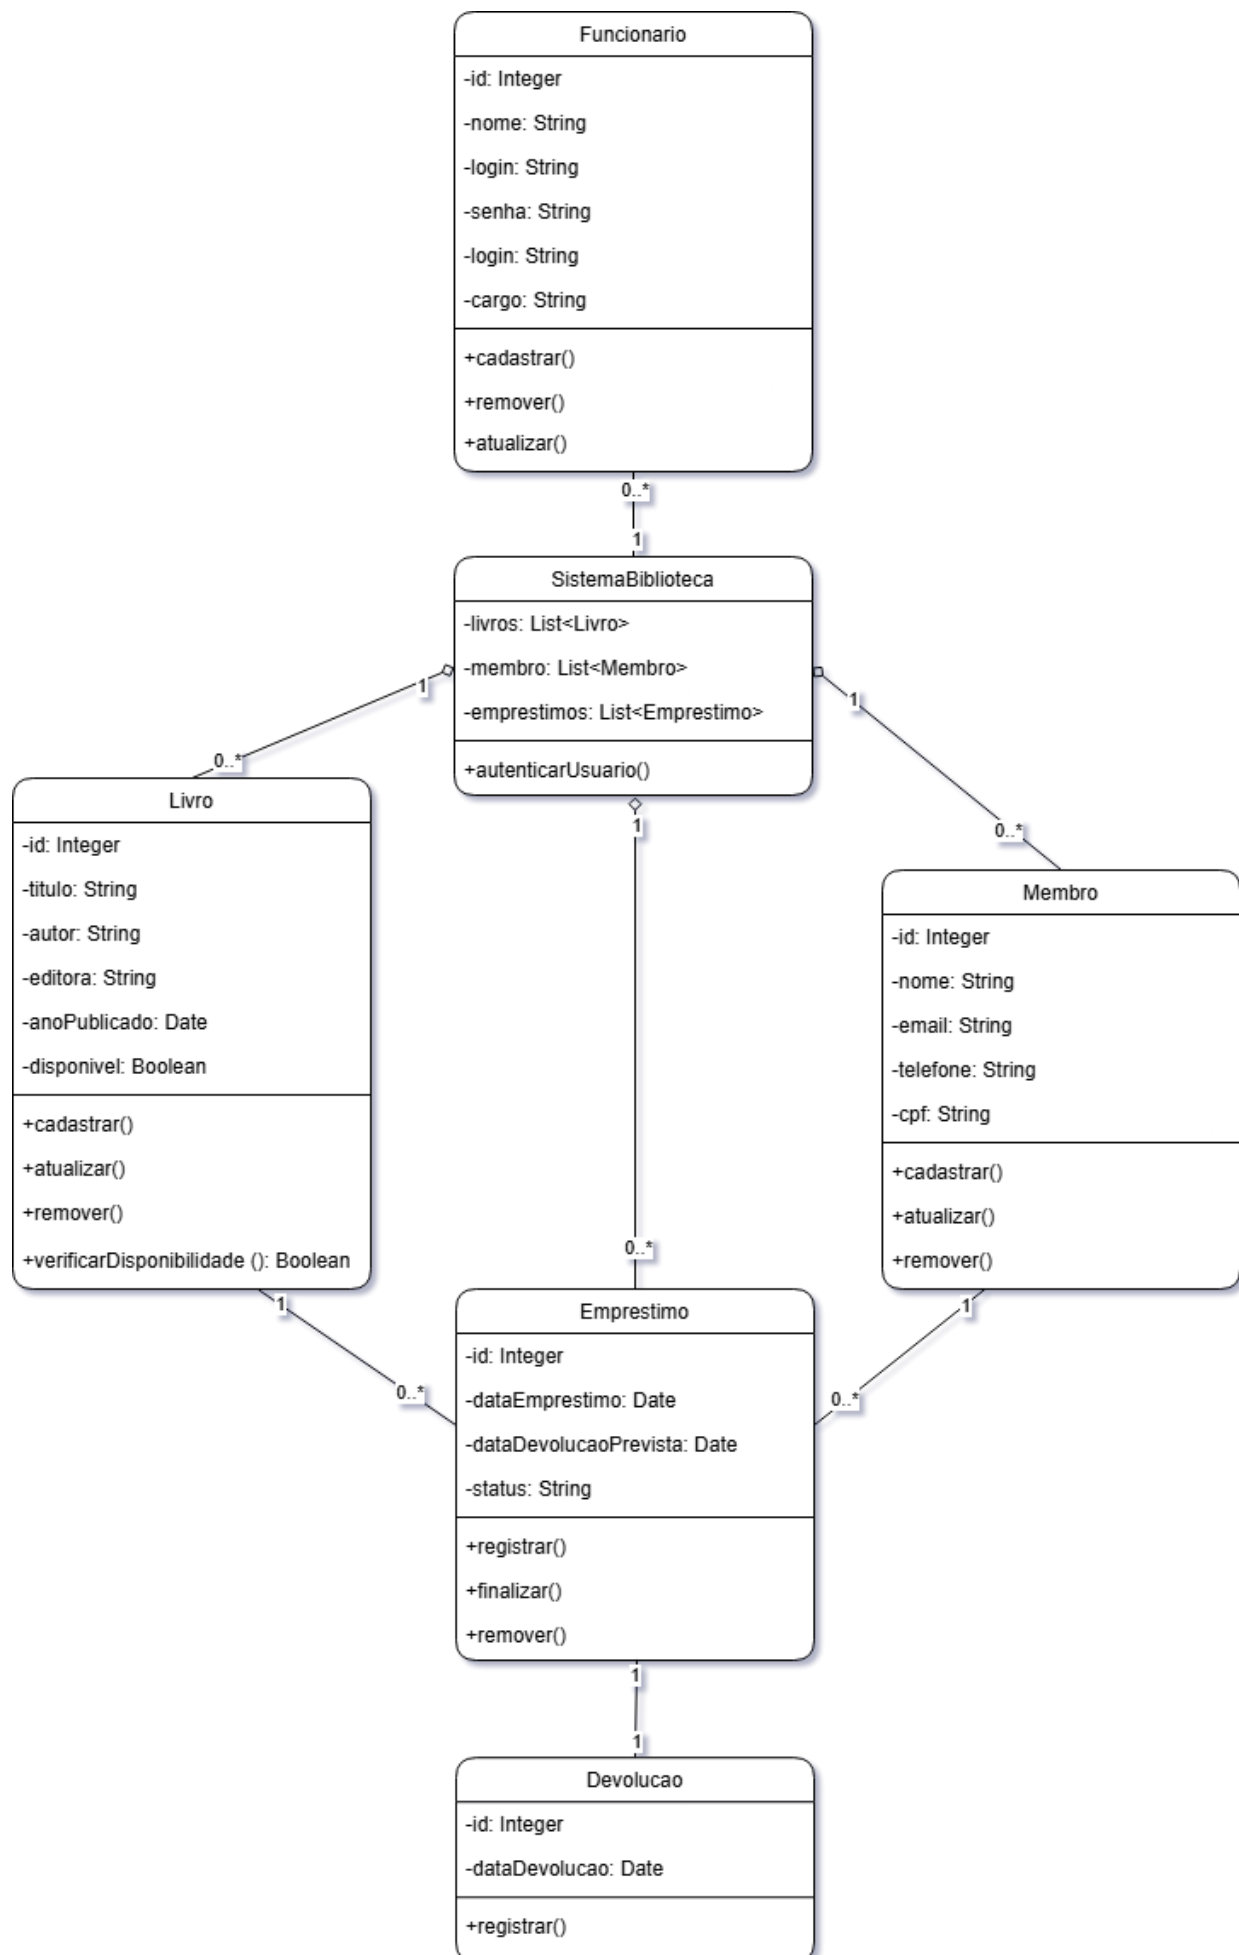 Funcionario
-id: Integer
-nome: String
-login: String
-senha: String
-login: String
-cargo: String
+cadastrar()
+remover()
+atualizar()
0..*
1
SistemaBiblioteca
-livros: List<Livro>
-membro: List<Membro>
-emprestimos: List<Emprestimo>
+autenticarUsuario()
1
0..*
1
0..*
1
0..*
Livro
-id: Integer
-titulo: String
-autor: String
-editora: String
-anoPublicado: Date
-disponivel: Boolean
+cadastrar()
+atualizar()
+remover()
+verificarDisponibilidade (): Boolean
Membro
-id: Integer
-nome: String
-email: String
-telefone: String
-cpf: String
+cadastrar()
+atualizar()
+remover()
1
0..*
1
0..*
Emprestimo
-id: Integer
-dataEmprestimo: Date
-dataDevolucaoPrevista: Date
-status: String
+registrar()
+finalizar()
+remover()
1
1
Devolucao
-id: Integer
-dataDevolucao: Date
+registrar()